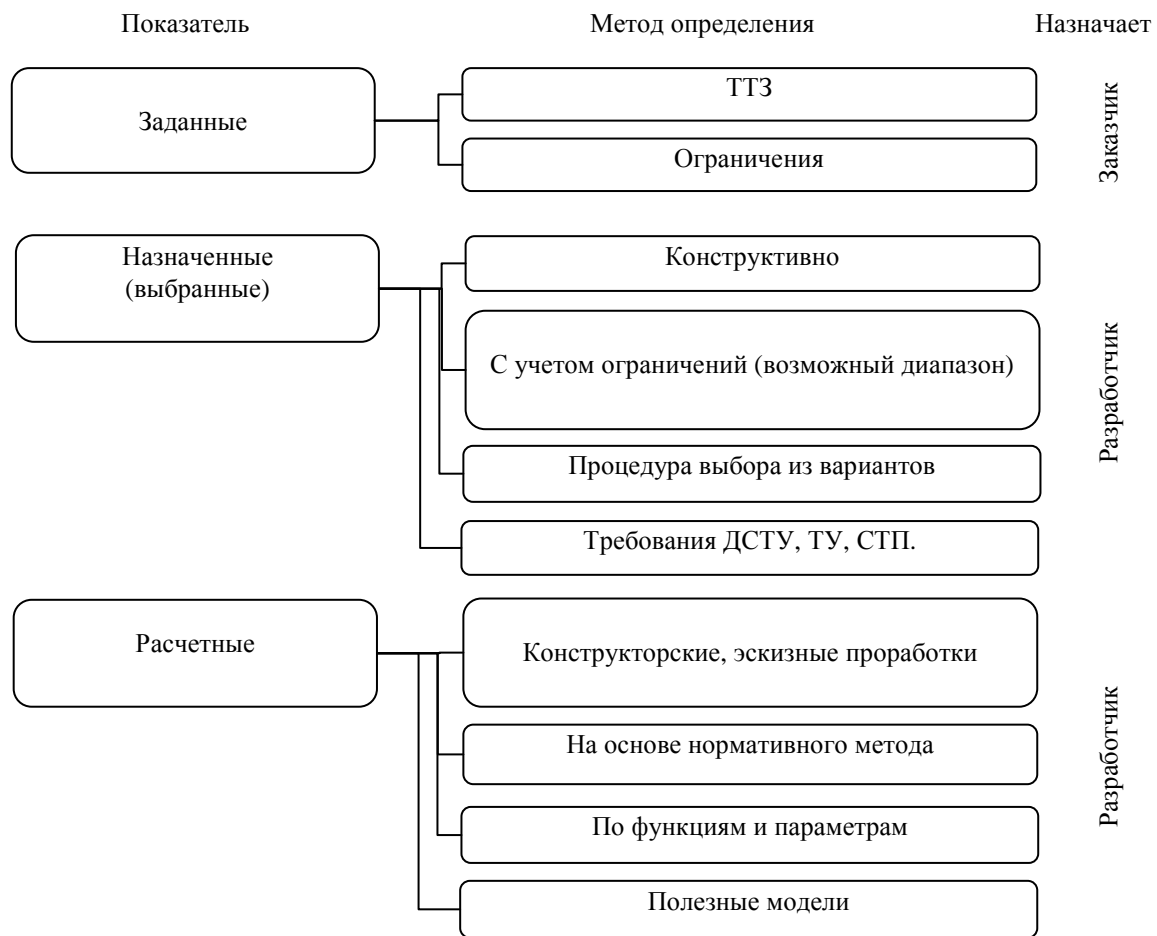 Показатель
Метод определения
Назначает
Заданные
ТТЗ
Ограничения
Заказчик
Назначенные
(выбранные)
Конструктивно
С учетом ограничений (возможный диапазон)
Процедура выбора из вариантов
Требования ДСТУ, ТУ, СТП.
Разработчик
Расчетные
Конструкторские, эскизные проработки
На основе нормативного метода
По функциям и параметрам
Полезные модели
Разработчик